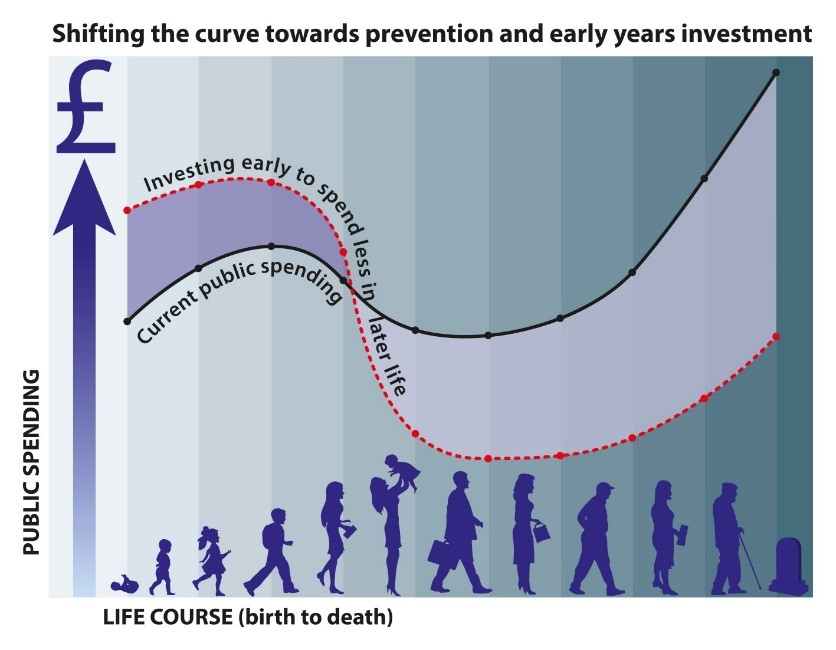 Shifting the curve towards prevention and early years investment
£
Investing early to spend less in later life
Current public spending
PUBLIC SPENDING
LIFE COURSE (birth to death)